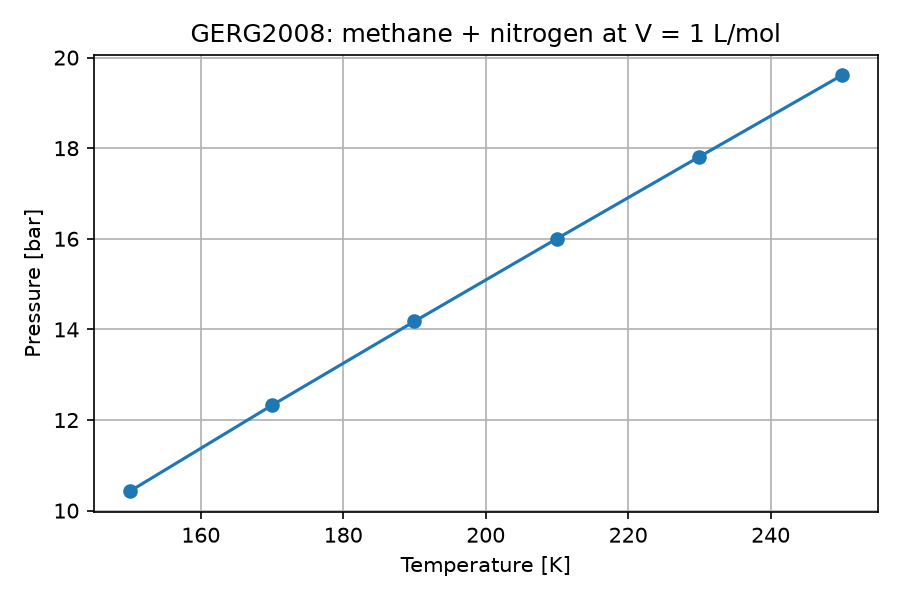 GERG2008: methane + nitrogen at V = 1 L/mol
20
18
16
14
12
10
Pressure [bar]
160 180 200 220 240
Temperature [K]